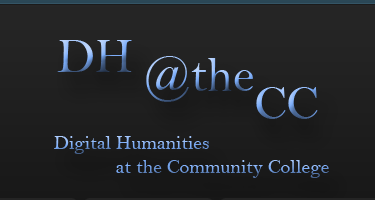 DH @the CC
Digital Humanities
at the Community College